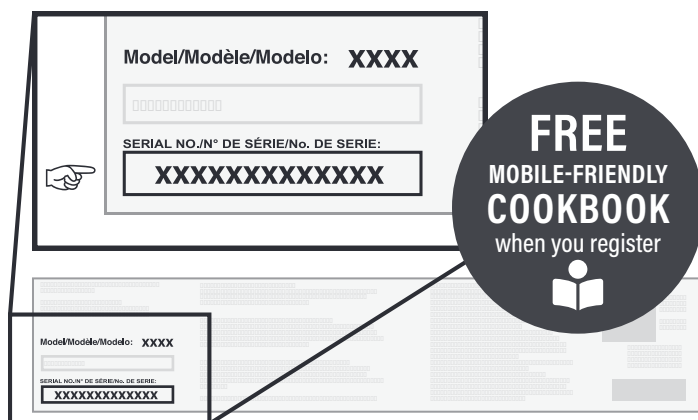 Model/Modèle/Modelo: XXXX
SERIAL NO./N° DE SÉRIE/No. DE SERIE:
XXXXXXXXXXXXX
FREE
MOBILE-FRIENDLY
COOKBOOK
when you register
Model/Modèle/Modelo: XXXX
SERIAL NO./N° DE SÉRIE/No. DE SERIE:
XXXXXXXXXXXXX